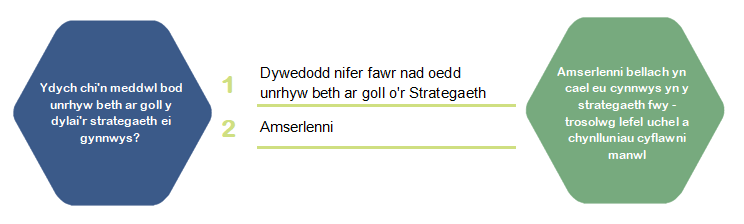 Ydych chi'n meddwl bod
unrhyw beth ar goll y
dylai'r strategaeth ei
gynnwys?
1
Dywedodd nifer fawr nad oedd
unrhyw beth ar goll o'r Strategaeth
2
Amserlenni
Amserlenni bellach yn
cael eu cynnwys yn y
strategaeth fwy -
trosolwg lefel uchel a
chynlluniau cyflawni
manwl